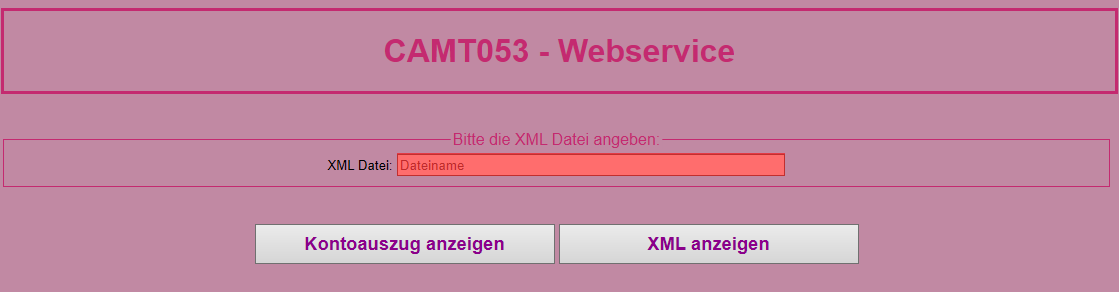 CAMT053 - Webservice
Bitte die XML Datei angeben:
XML Datei: Dateiname
Kontoauszug anzeigen XML anzeigen